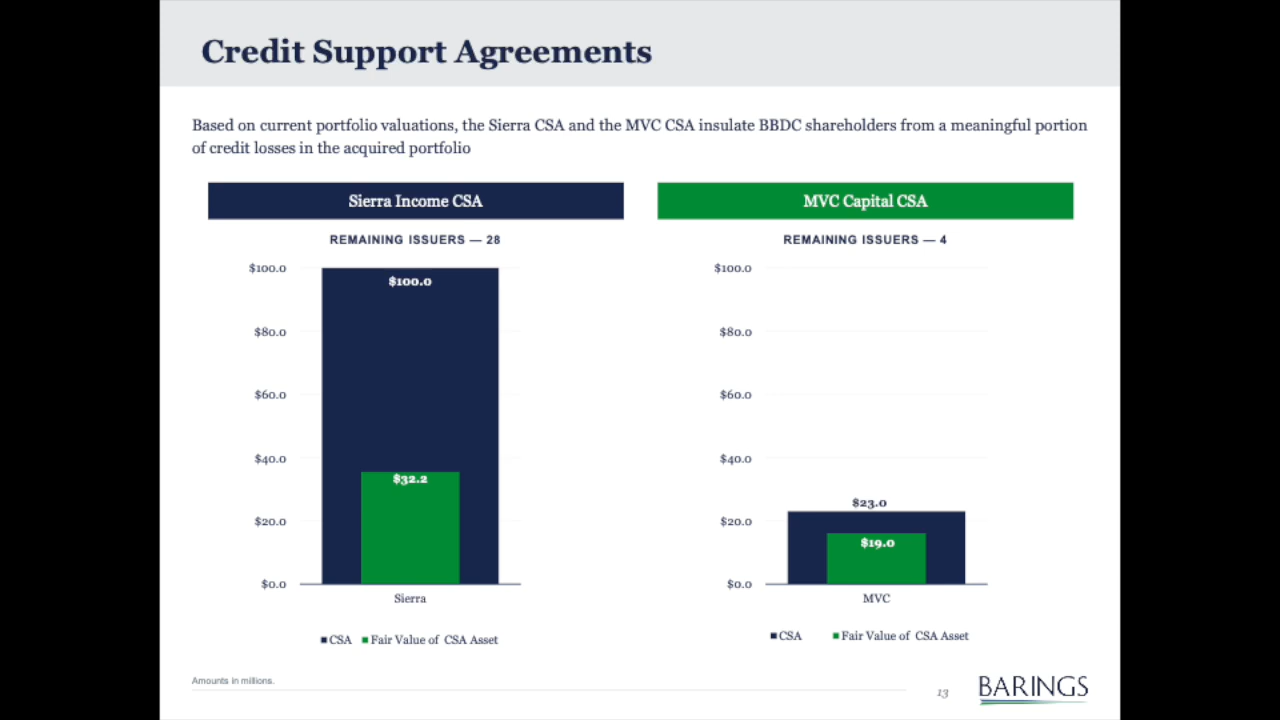 Credit Support Agreements
Based on current portfolio valuations, the Sierra CSA and the MVC CSA insulate BBDC shareholders from a meaningful portion
of credit losses in the acquired portfolio
Sierra Income CSA
REMAINING ISSUERS — 28
$100.0
$100.0
$80.0
$60.0
$40.0
$32.2
$20.0
$0.0
Sierra
CSA
Fair Value of CSA Asset
MVC Capital CSA
REMAINING ISSUERS — 4
$100.0
$80.0
$60.0
$40.0
$23.0
$20.0
$19.0
$0.0
MVC
CSA
Fair Value of CSA Asset
Amounts in millions.
13
BARINGS